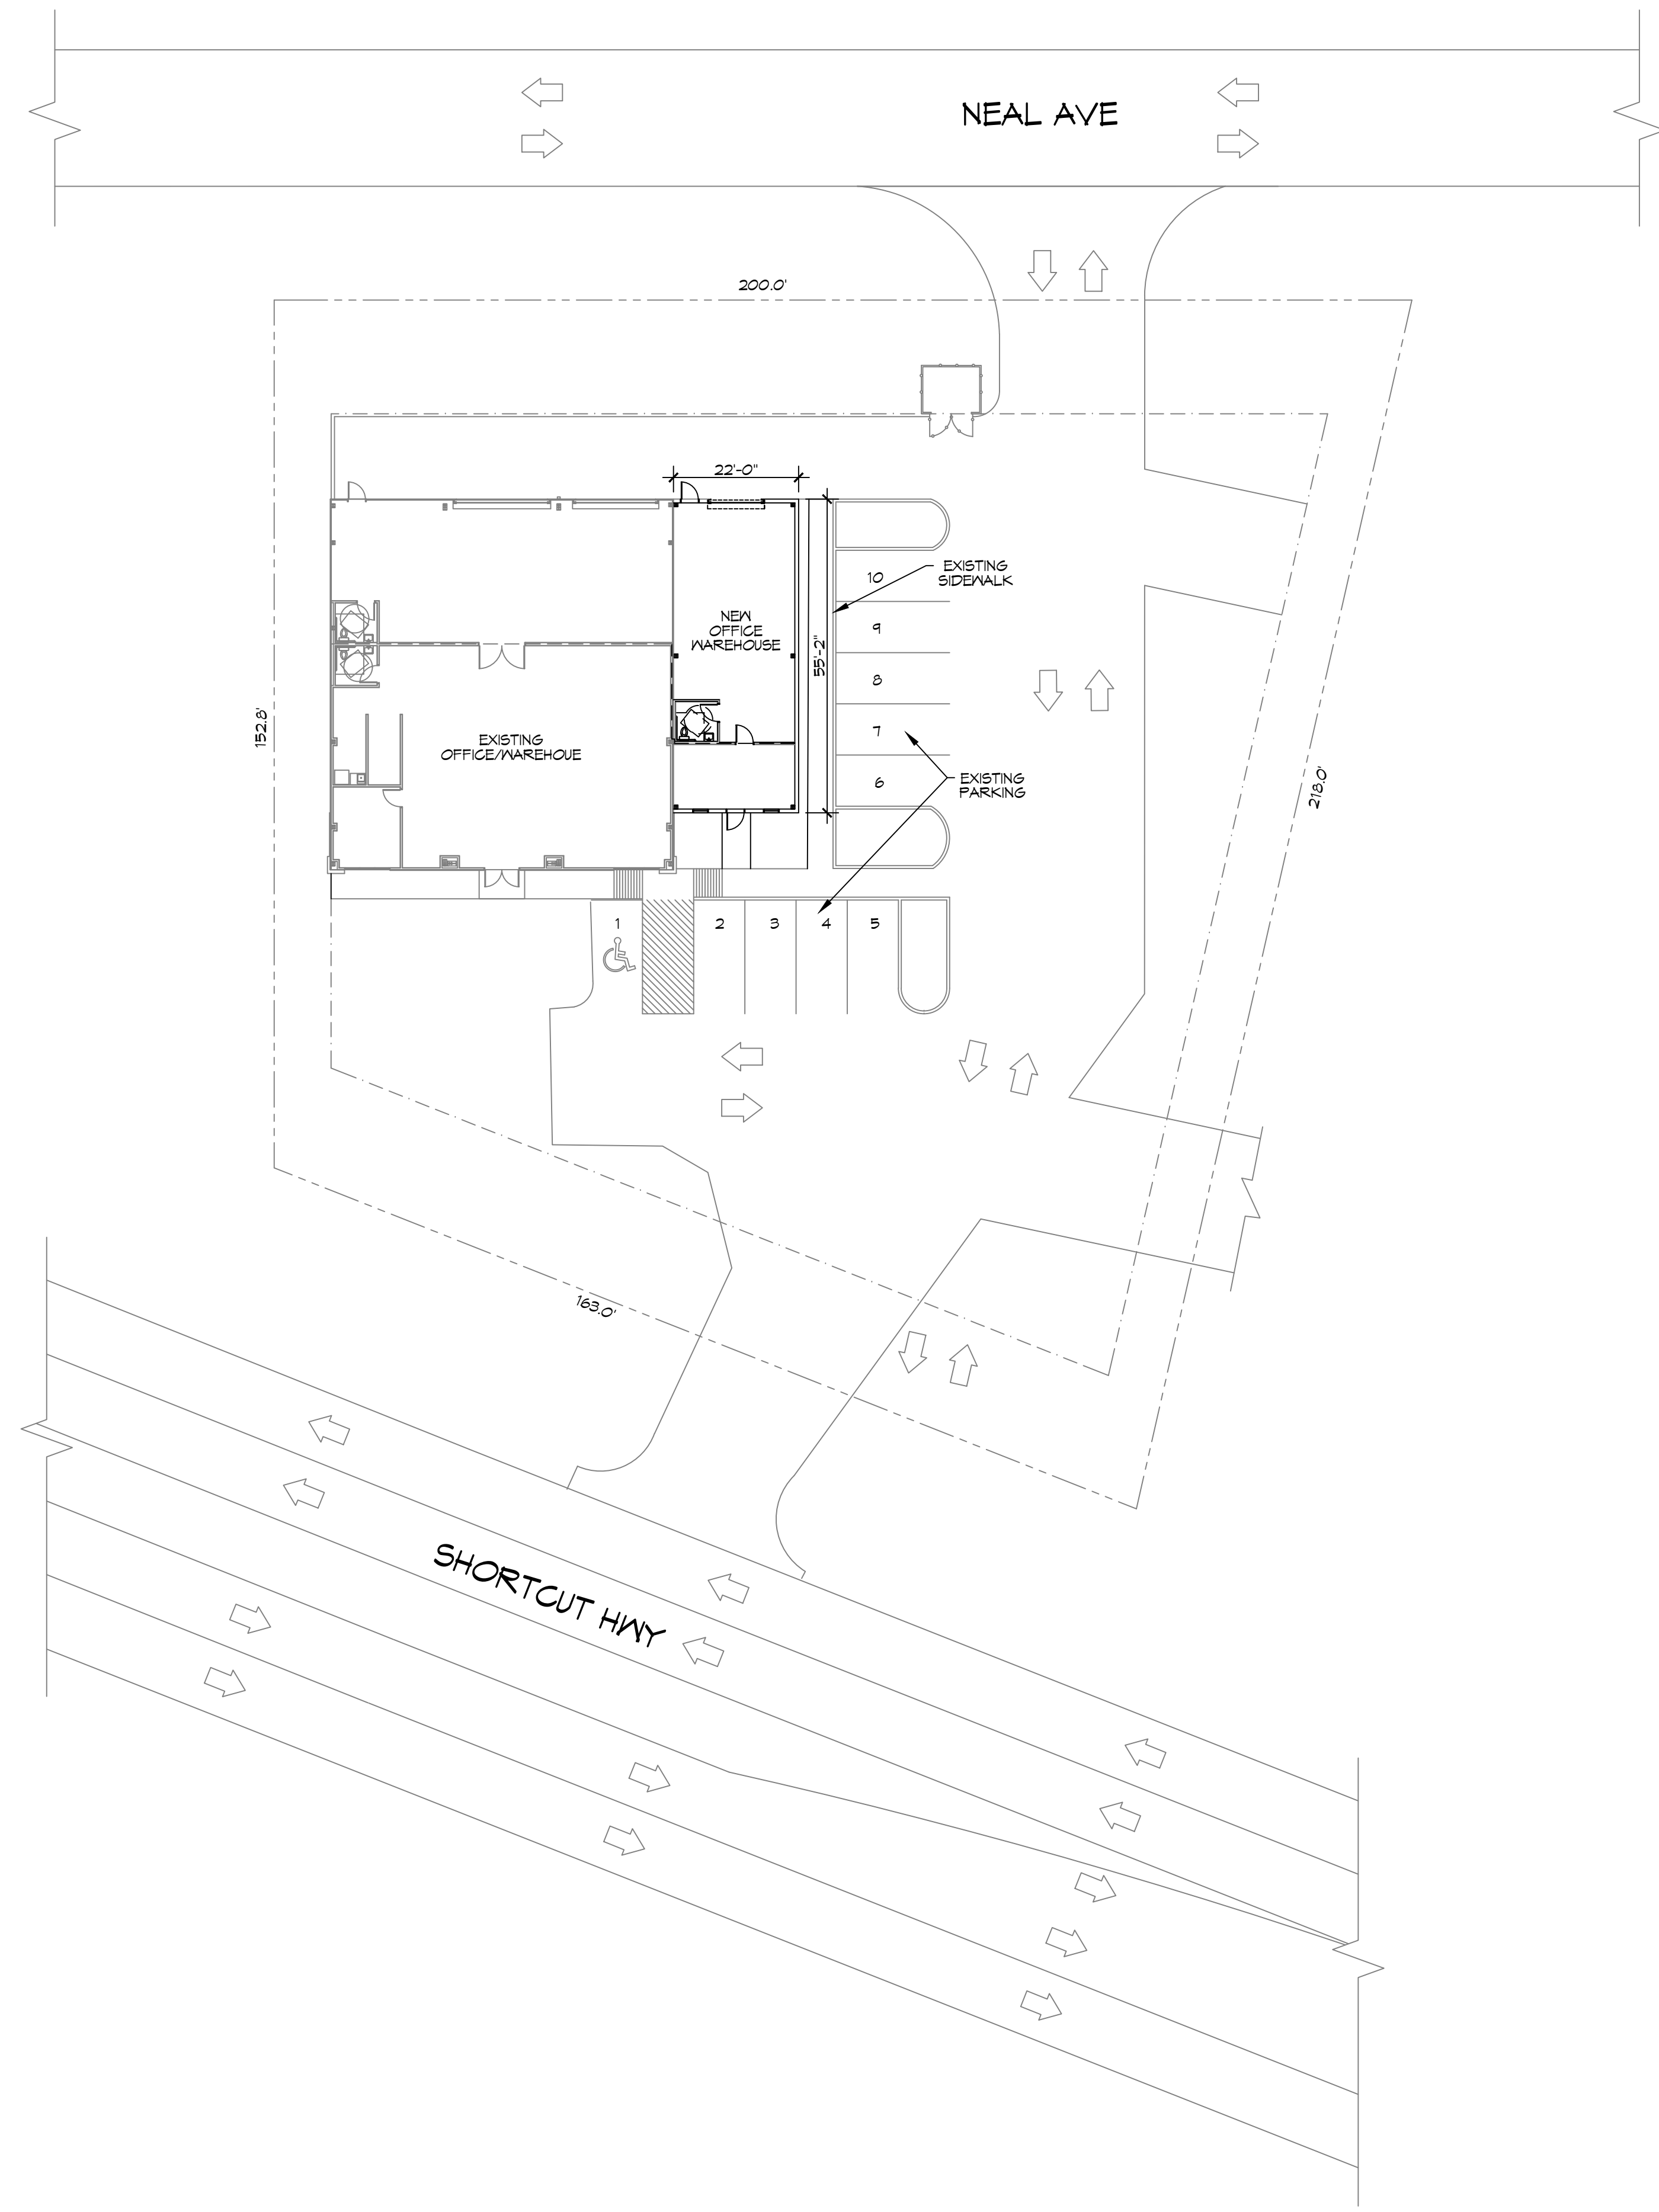 NEAL AVE
200.0'
22'-0"
EXISTING
SIDEWALK
10
NEW
OFFICE
WAREHOUSE
9
55'-2"
8
152.8'
7
EXISTING
OFFICE/WAREHOUE
6
EXISTING
PARKING
218.0'
1
2
3
4
5
163.0'
SHORTCUT HWY